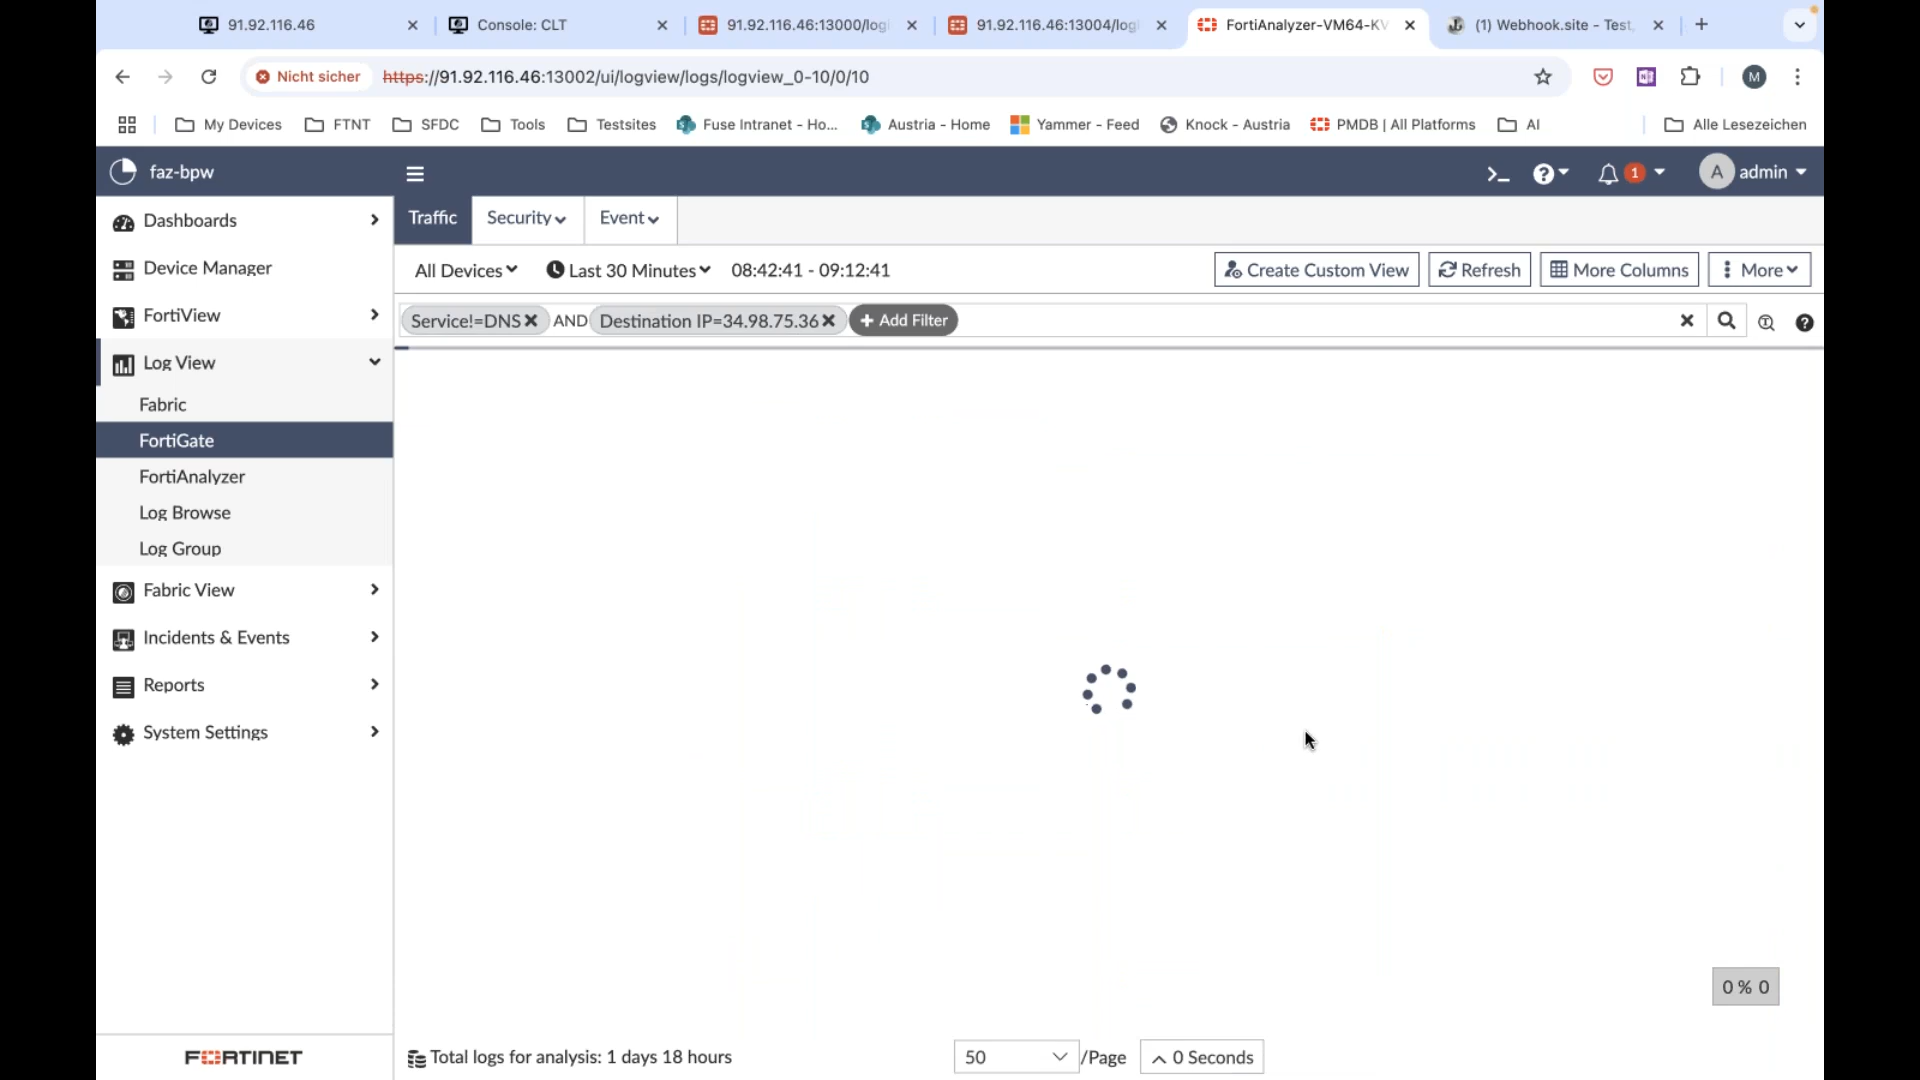 91.92.116.46
Console: CLT
91.92.116.46:13000/logi
91.92.116.46:13004/logi
FortiAnalyzer-VM64-KV
(1) Webhook.site - Test,
Nicht sicher
https://91.92.116.46:13002/ui/logview/logs/logview_0-10/0/10
M
My Devices
FTNT
SFDC
Tools
Testsites
Fuse Intranet - Ho...
Austria - Home
Yammer - Feed
Knock - Austria
PMDB | All Platforms
AI
Alle Lesezeichen
faz-bpw
1
A
admin
Dashboards
Device Manager
FortiView
Log View
Fabric
FortiGate
FortiAnalyzer
Log Browse
Log Group
Fabric View
Incidents & Events
Reports
System Settings
FORTINET
Traffic
Security
Event
All Devices
Last 30 Minutes
08:42:41 - 09:12:41
Create Custom View
Refresh
More Columns
More
Service!=DNS
AND
Destination IP=34.98.75.36
Add Filter
0 % 0
Total logs for analysis: 1 days 18 hours
50
/Page
0 Seconds